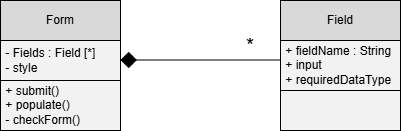 Form
- Fields : Field [*]
- style
+ submit()
+ populate()
- checkForm()
*
Field
+ fieldName : String
+ input
+ requiredDataType